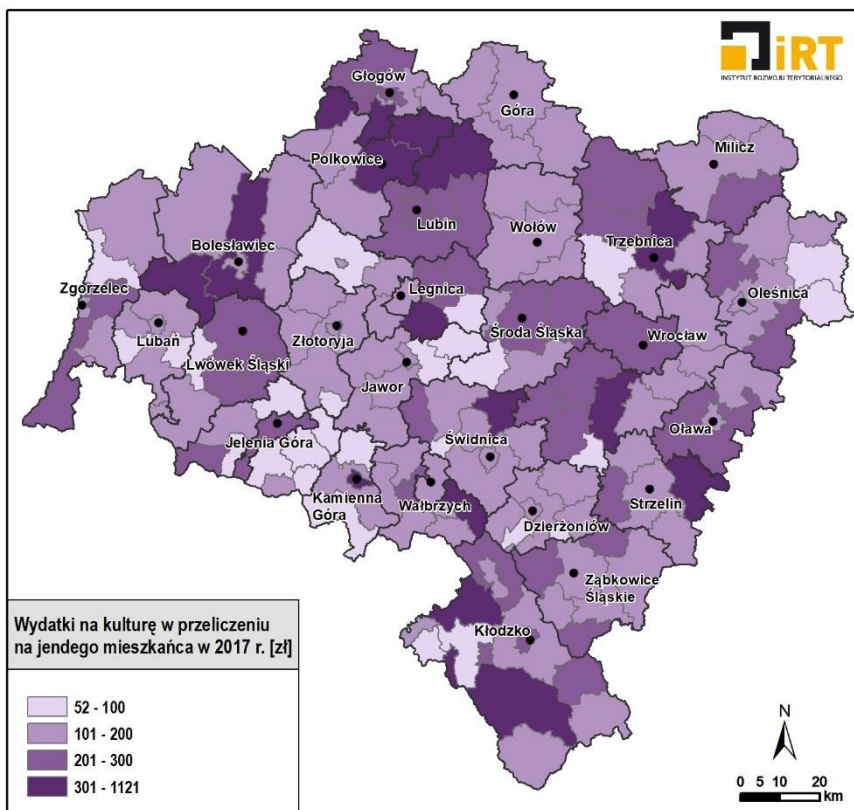 iRT
INSTYTUT ROZWOJU TERYTORIALNEGO
Głogów
Góra
Milicz
Polkowice
Lubin
Wołów
Trzebnica
Bolesławiec
Zgorzelec
Legnica
Oleśnica
Lubań
Lwówek Śląski
Złotoryja
Środa Śląska
Wrocław
Jawor
Jelenia Góra
Świdnica
Oława
Kamienna
Góra
Wałbrzych
Strzelin
Dzierżoniów
Ząbkowice
Śląskie
Kłodzko
Wydatki na kulturę w przeliczeniu
na jendego mieszkańca w 2017 r. [zł]
52 - 100
101 - 200
201 - 300
301 - 1121
N
0 5 10 20
km